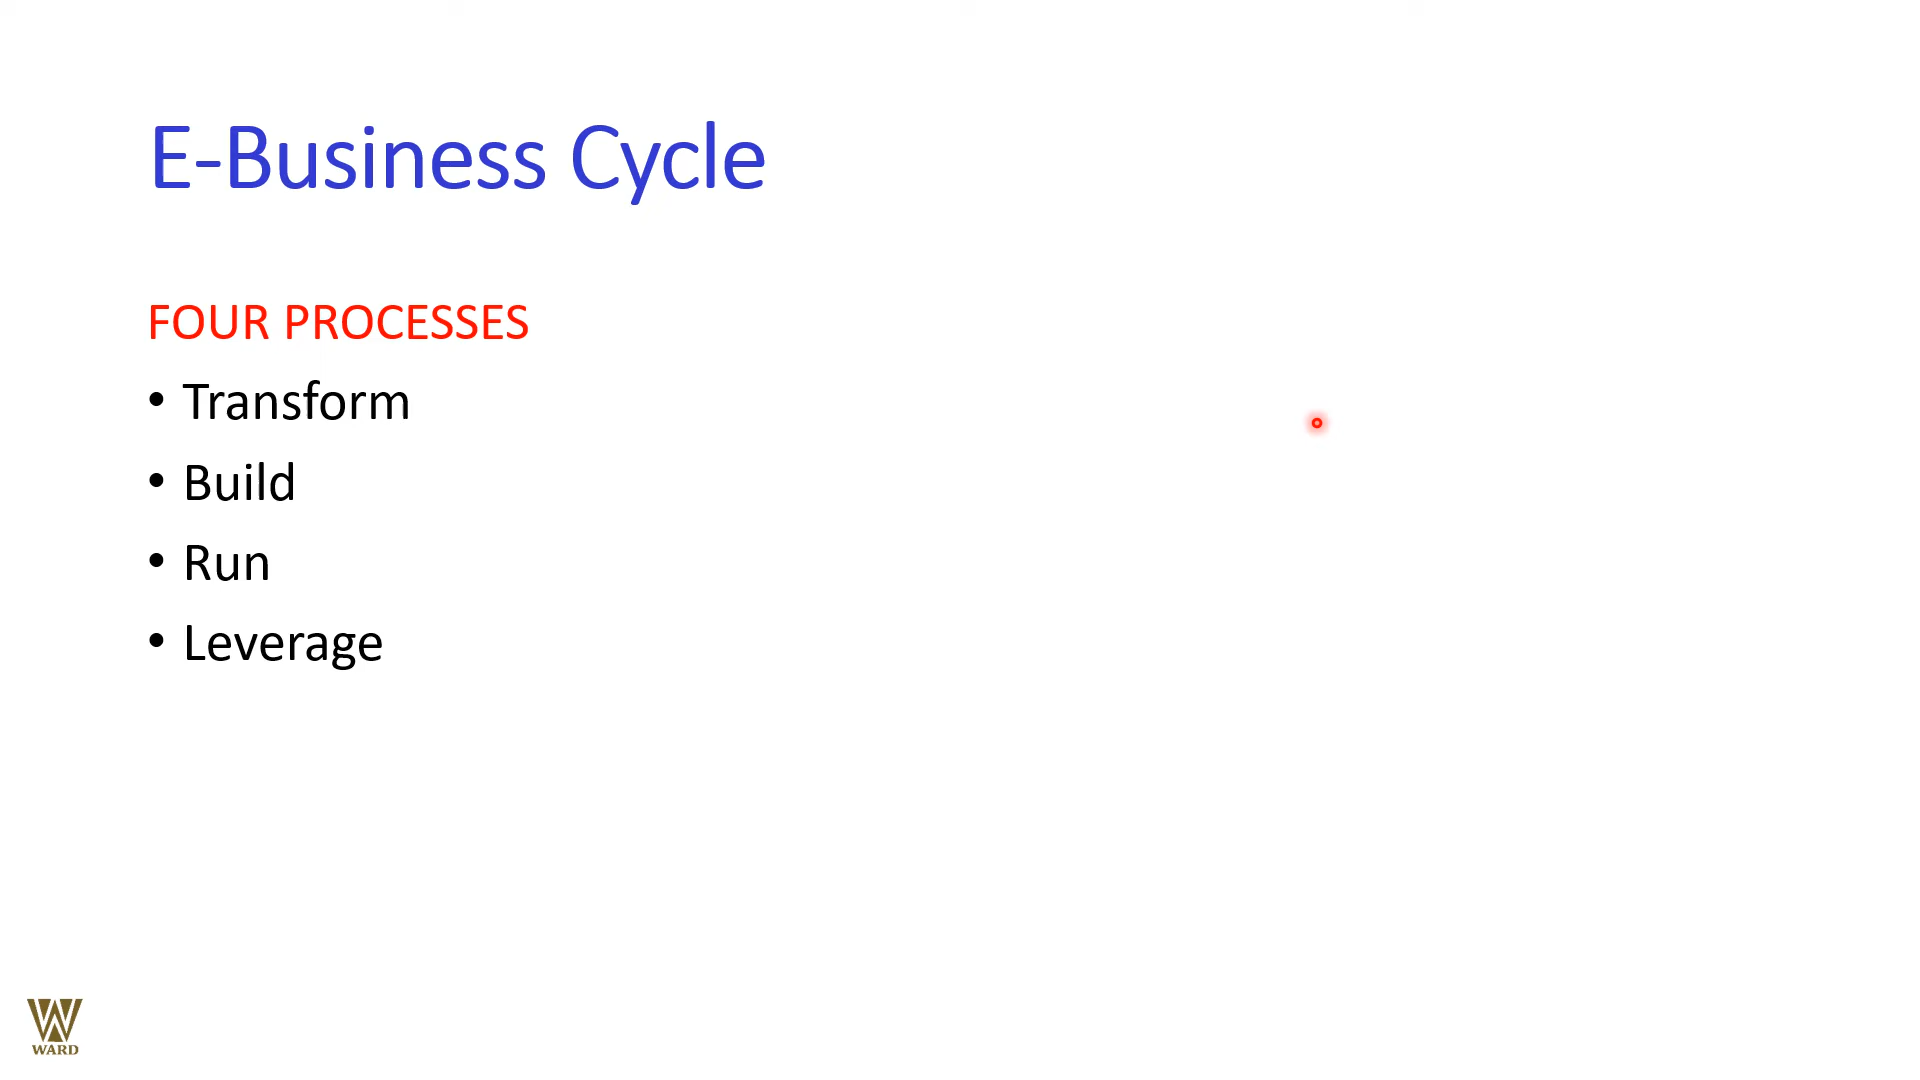 E-Business Cycle
FOUR PROCESSES
• Transform
• Build
• Run
• Leverage
WARD